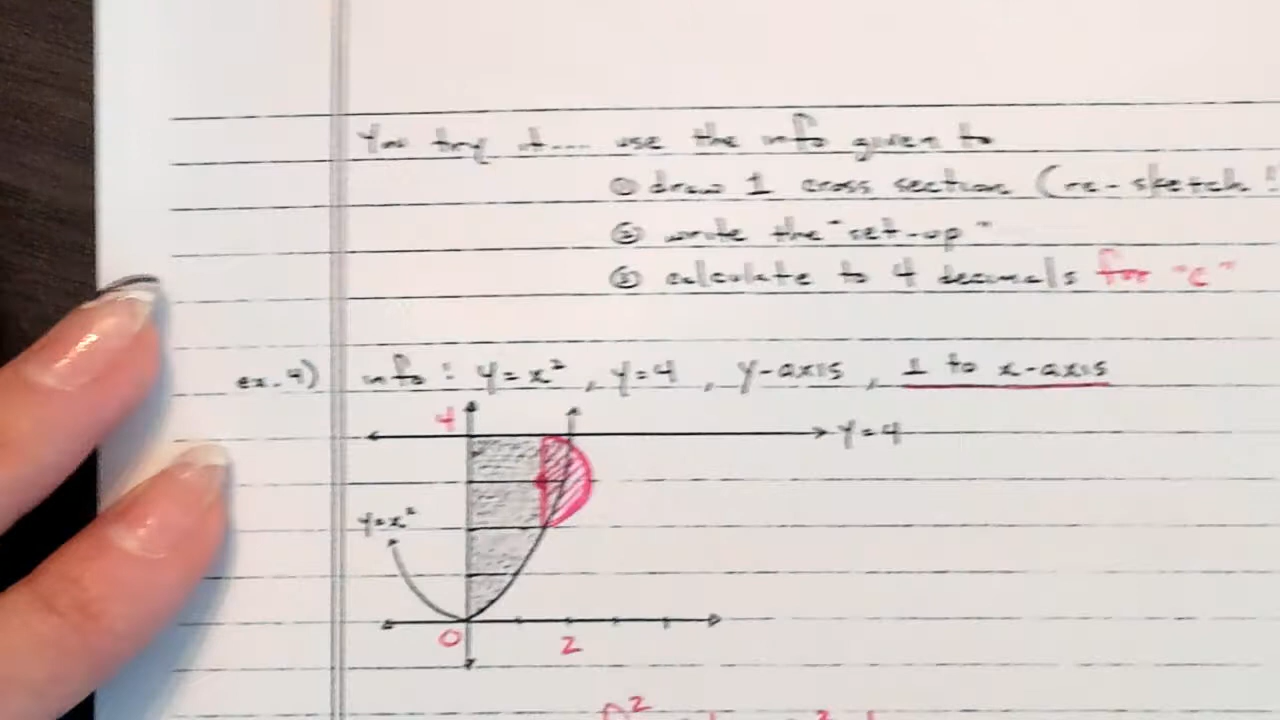 You try it.... use the info given to
① draw 1 cross section (re-sketch!
② write the "set-up"
③ calculate to 4 decimals for "c"
ex. 4) info: y=x², y=4, y-axis, ⊥ to x-axis
4
y=4
y=x²
0
2
2